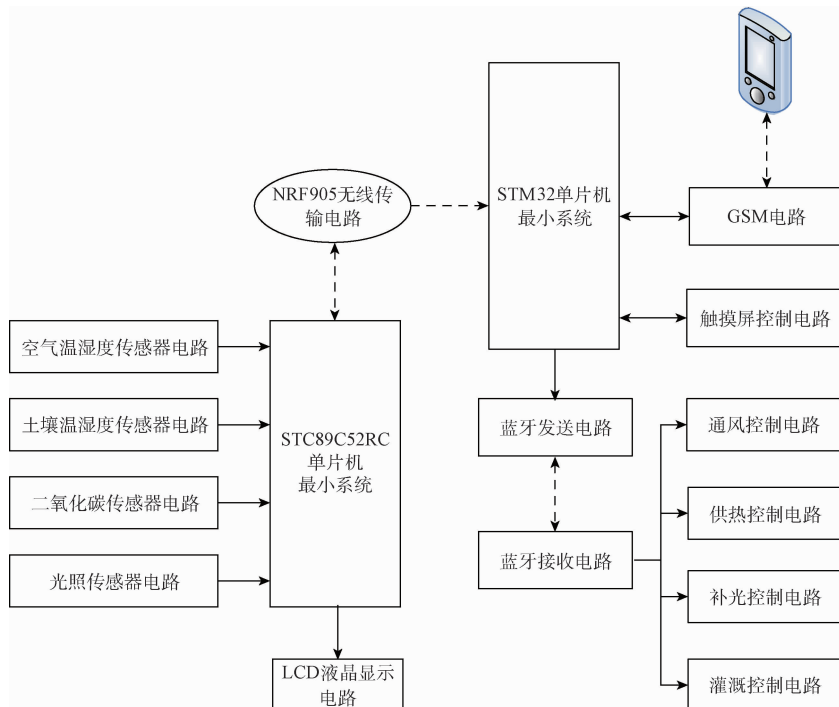 NRF905无线传
输电路
STM32单片机
最小系统
GSM电路
触摸屏控制电路
空气温湿度传感器电路
土壤温湿度传感器电路
二氧化碳传感器电路
光照传感器电路
STC89C52RC
单片机
最小系统
LCD液晶显示
电路
蓝牙发送电路
蓝牙接收电路
通风控制电路
供热控制电路
补光控制电路
灌溉控制电路